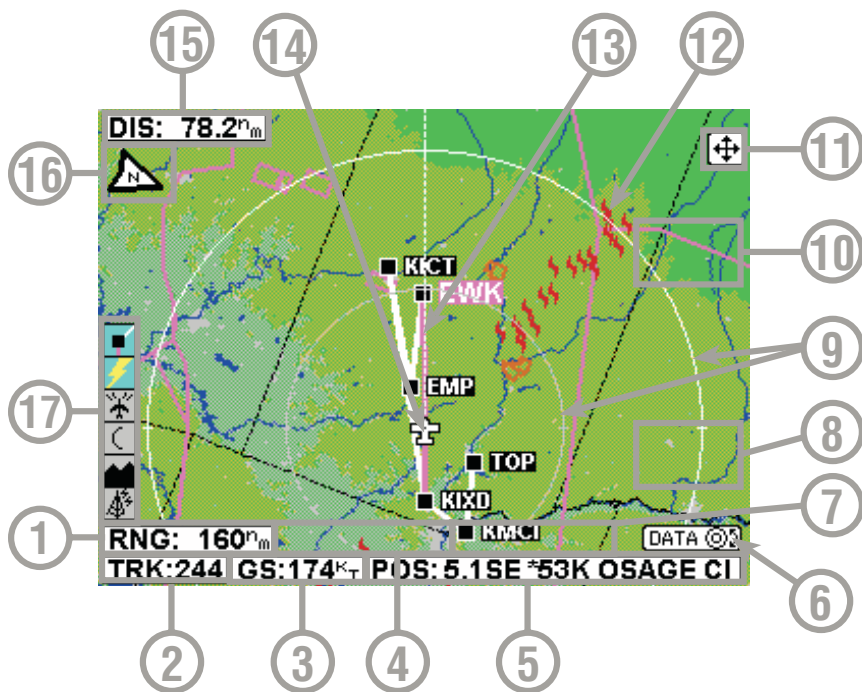 15
14
13
12
DIS: 78.2nm
16
N
11
KICT
EWK
10
9
EMP
17
8
TOP
KIXD
7
1
RNG: 160nm
KMCI
DATA
TRK:244 GS:174KT POS: 5.1SE *53K OSAGE CI
6
2
3
4
5